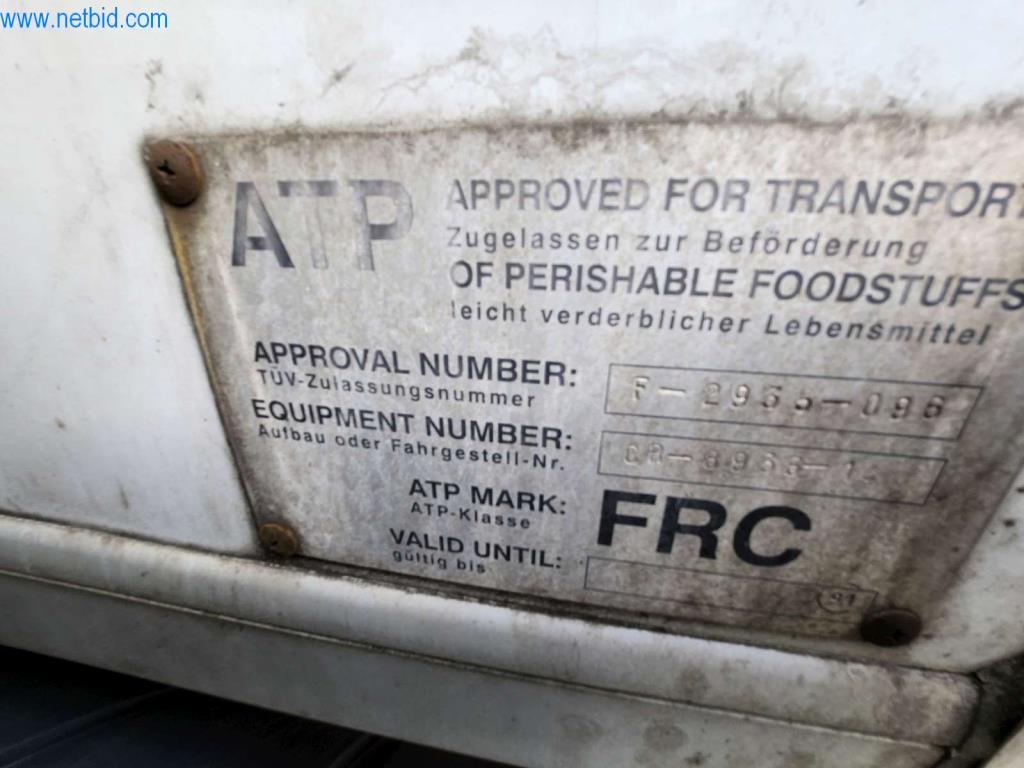 www.netbid.com
ATP
APPROVED FOR TRANSPORT
Zugelassen zur Beförderung
OF PERISHABLE FOODSTUFFS
leicht verderblicher Lebensmittel
APPROVAL NUMBER:
TÜV-Zulassungsnummer
EQUIPMENT NUMBER:
Aufbau oder Fahrgestell-Nr.
ATP MARK: FRC
ATP-Klasse
VALID UNTIL:
gültig bis